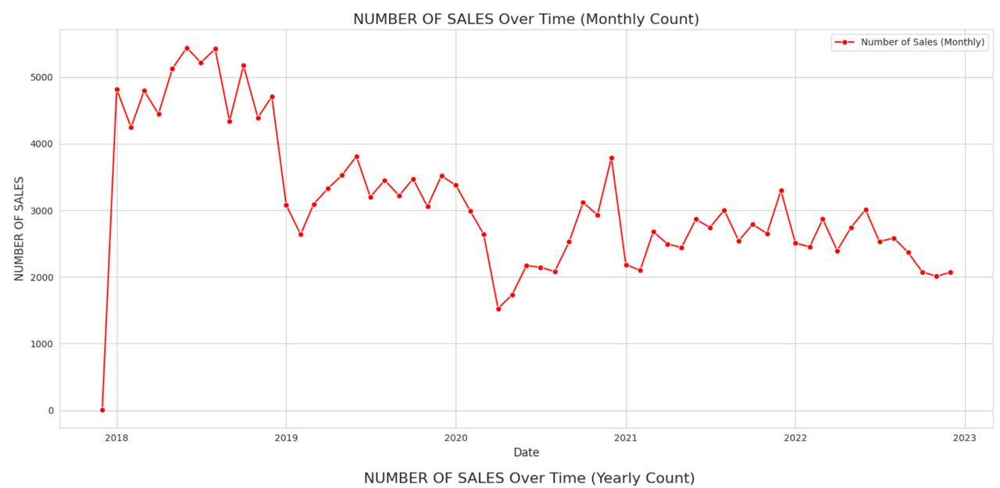 NUMBER OF SALES Over Time (Monthly Count)
Number of Sales (Monthly)
5000
4000
3000
2000
1000
0
NUMBER OF SALES
2018 2019 2020 2021 2022 2023
Date
NUMBER OF SALES Over Time (Yearly Count)